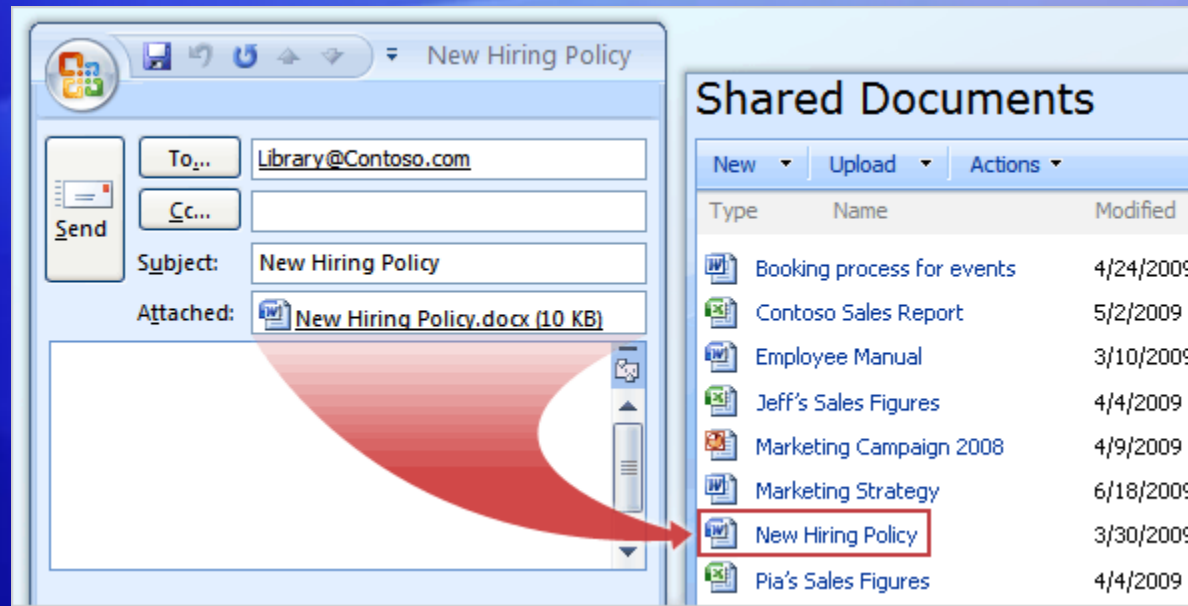 New Hiring Policy
To...
Library@Contoso.com
Cc...
Send
Subject:
New Hiring Policy
Attached:
New Hiring Policy.docx (10 KB)
Shared Documents
New Upload Actions
Type Name Modified
Booking process for events 4/24/2009
Contoso Sales Report 5/2/2009
Employee Manual 3/10/2009
Jeff's Sales Figures 4/4/2009
Marketing Campaign 2008 4/9/2009
Marketing Strategy 6/18/2009
New Hiring Policy 3/30/2009
Pia's Sales Figures 4/4/2009